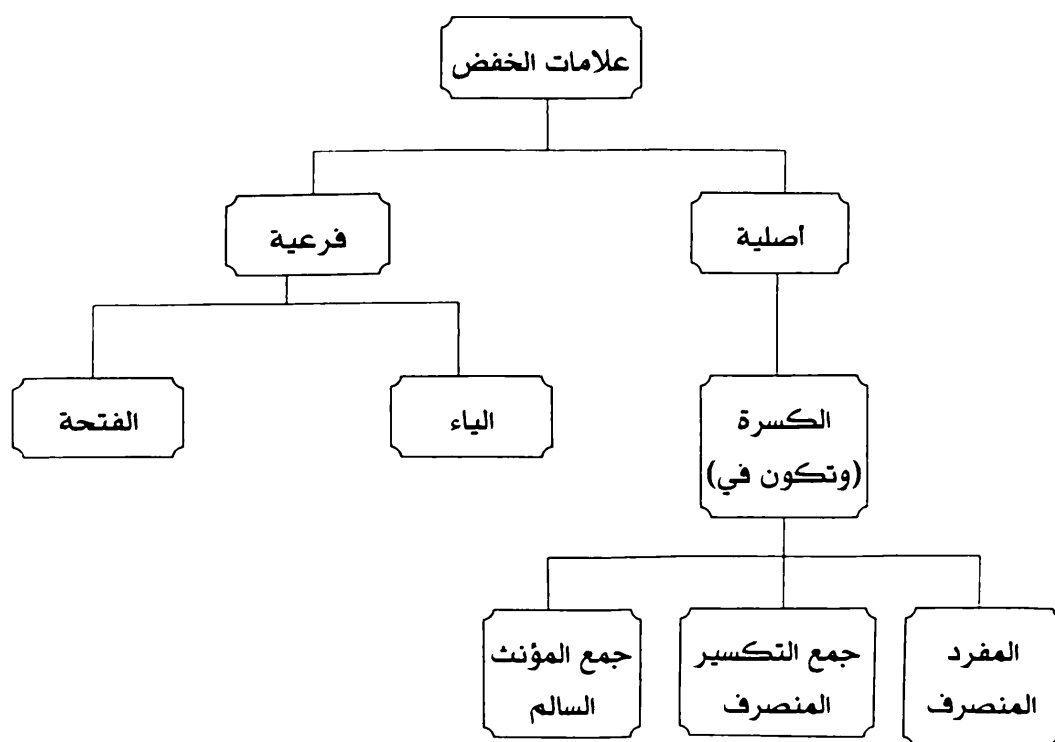 علامات الخفض
أصلية
فرعية
الكسرة
(وتكون في)
الياء
الفتحة
المفرد
المنصرف
جمع التكسير
المنصرف
جمع المؤنث
السالم